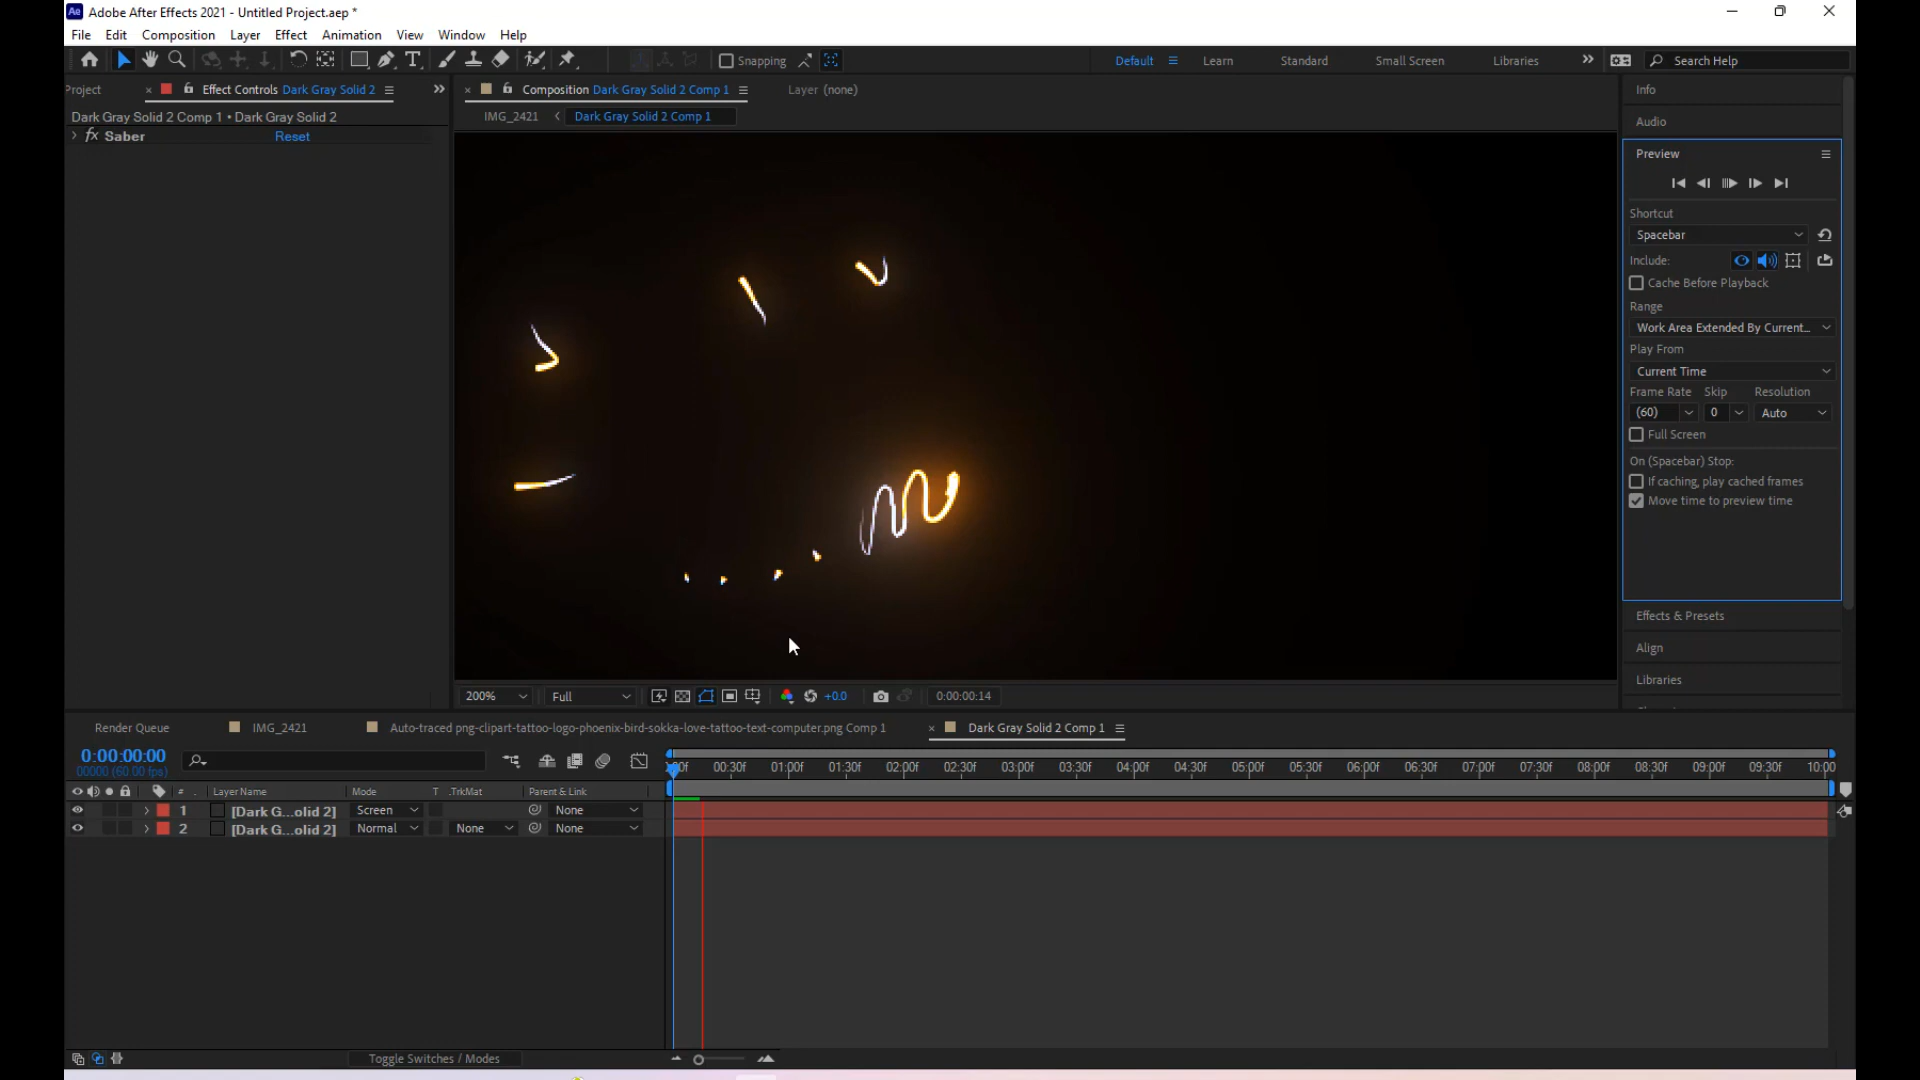 Adobe After Effects 2021 - Untitled Project.aep *
File Edit Composition Layer Effect Animation View Window Help
Snapping Default Learn Standard Small Screen Libraries Search Help
Project Effect Controls Dark Gray Solid 2 Composition Dark Gray Solid 2 Comp 1 Layer (none) Info
Dark Gray Solid 2 Comp 1 • Dark Gray Solid 2 IMG_2421 Dark Gray Solid 2 Comp 1 Audio
fx Saber Reset
Preview
Shortcut
Spacebar
Include:
Cache Before Playback
Range
Work Area Extended By Current...
Play From
Current Time
Frame Rate Skip Resolution
(60) 0 Auto
Full Screen
On (Spacebar) Stop:
If caching, play cached frames
Move time to preview time
Effects & Presets
Align
Libraries
200% Full +0.0 0:00:00:14
Render Queue IMG_2421 Auto-traced png-clipart-tattoo-logo-phoenix-bird-sokka-love-tattoo-text-computer.png Comp 1 Dark Gray Solid 2 Comp 1
0:00:00:00
00000 (60.00 fps)
00f 00:30f 01:00f 01:30f 02:00f 02:30f 03:00f 03:30f 04:00f 04:30f 05:00f 05:30f 06:00f 06:30f 07:00f 07:30f 08:00f 08:30f 09:00f 09:30f 10:00
# Layer Name Mode T .TrkMat Parent & Link
1 [Dark G...olid 2] Screen None
2 [Dark G...olid 2] Normal None None
Toggle Switches / Modes